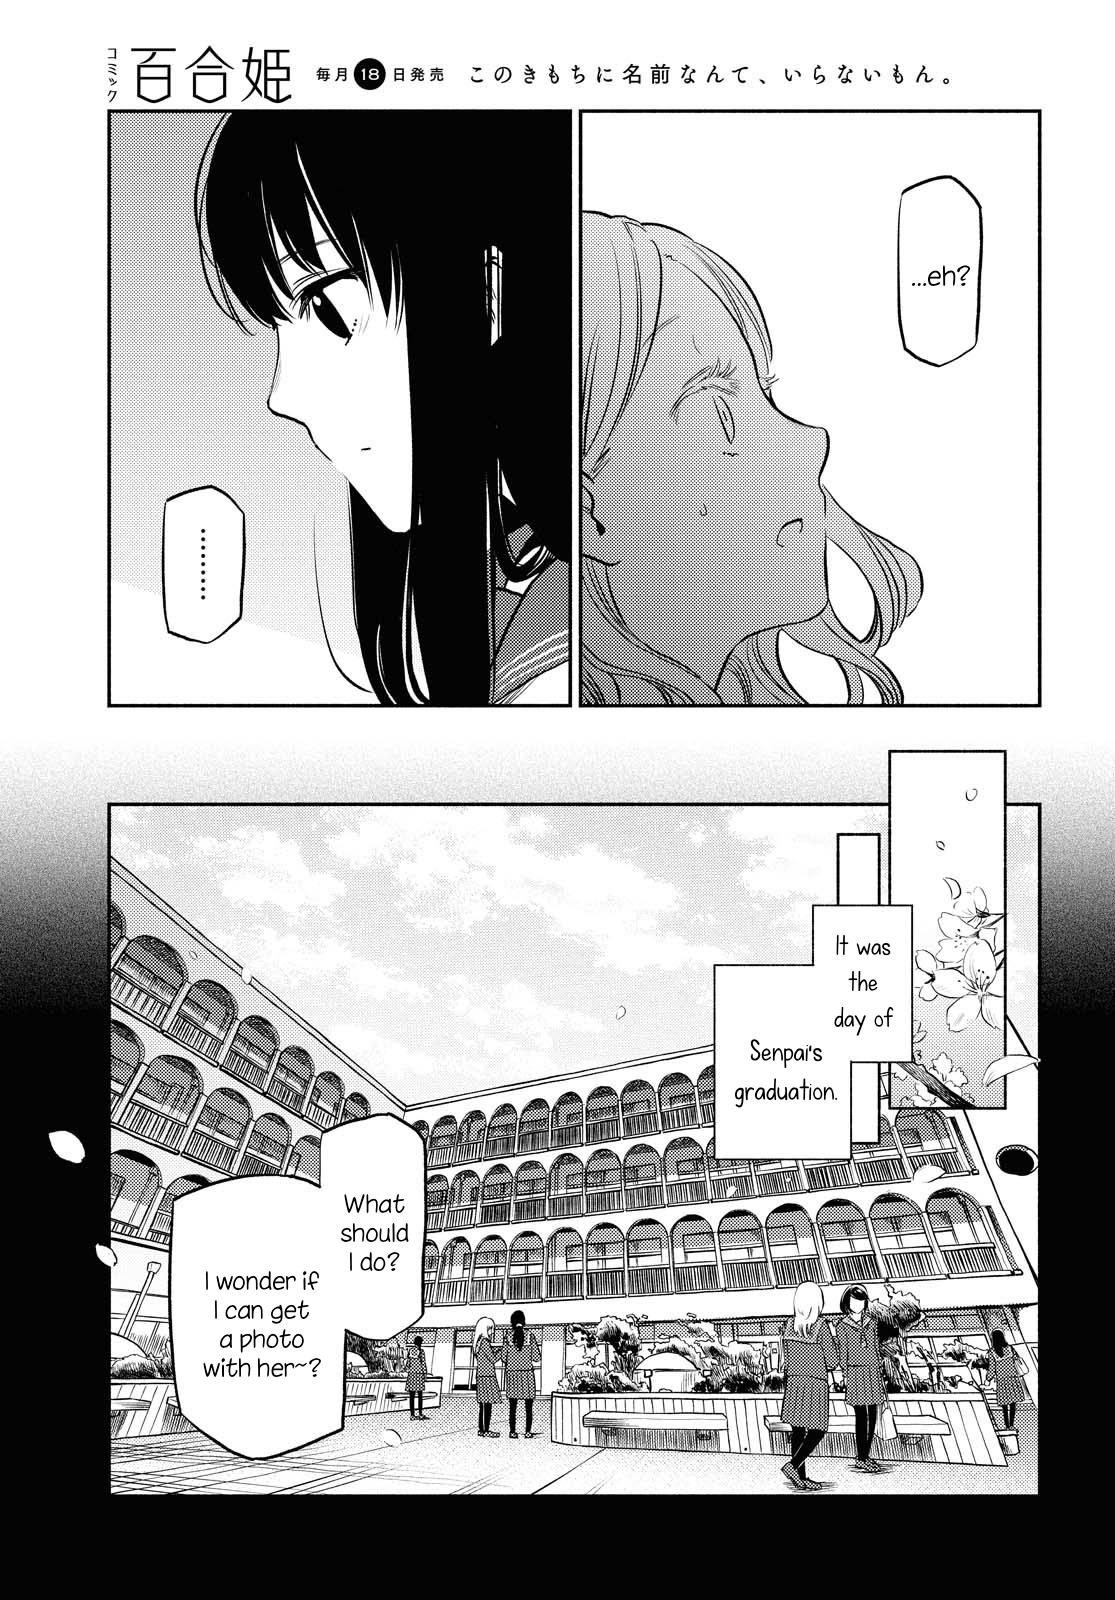 コミック
百合姫
毎月18日発売
このきもちに名前なんて、いらないもん。
...eh?
.........
It was
the
day of
Senpai's
graduation.
What
should
I do?
I wonder if
I can get
a photo
with her~?